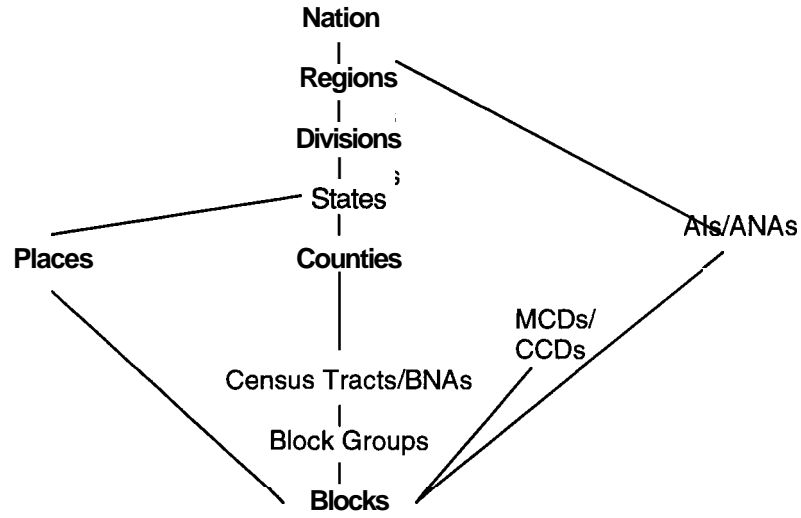 Nation
Regions
Divisions
States
AIs/ANAs
Places
Counties
MCDs/
CCDs
Census Tracts/BNAs
Block Groups
Blocks